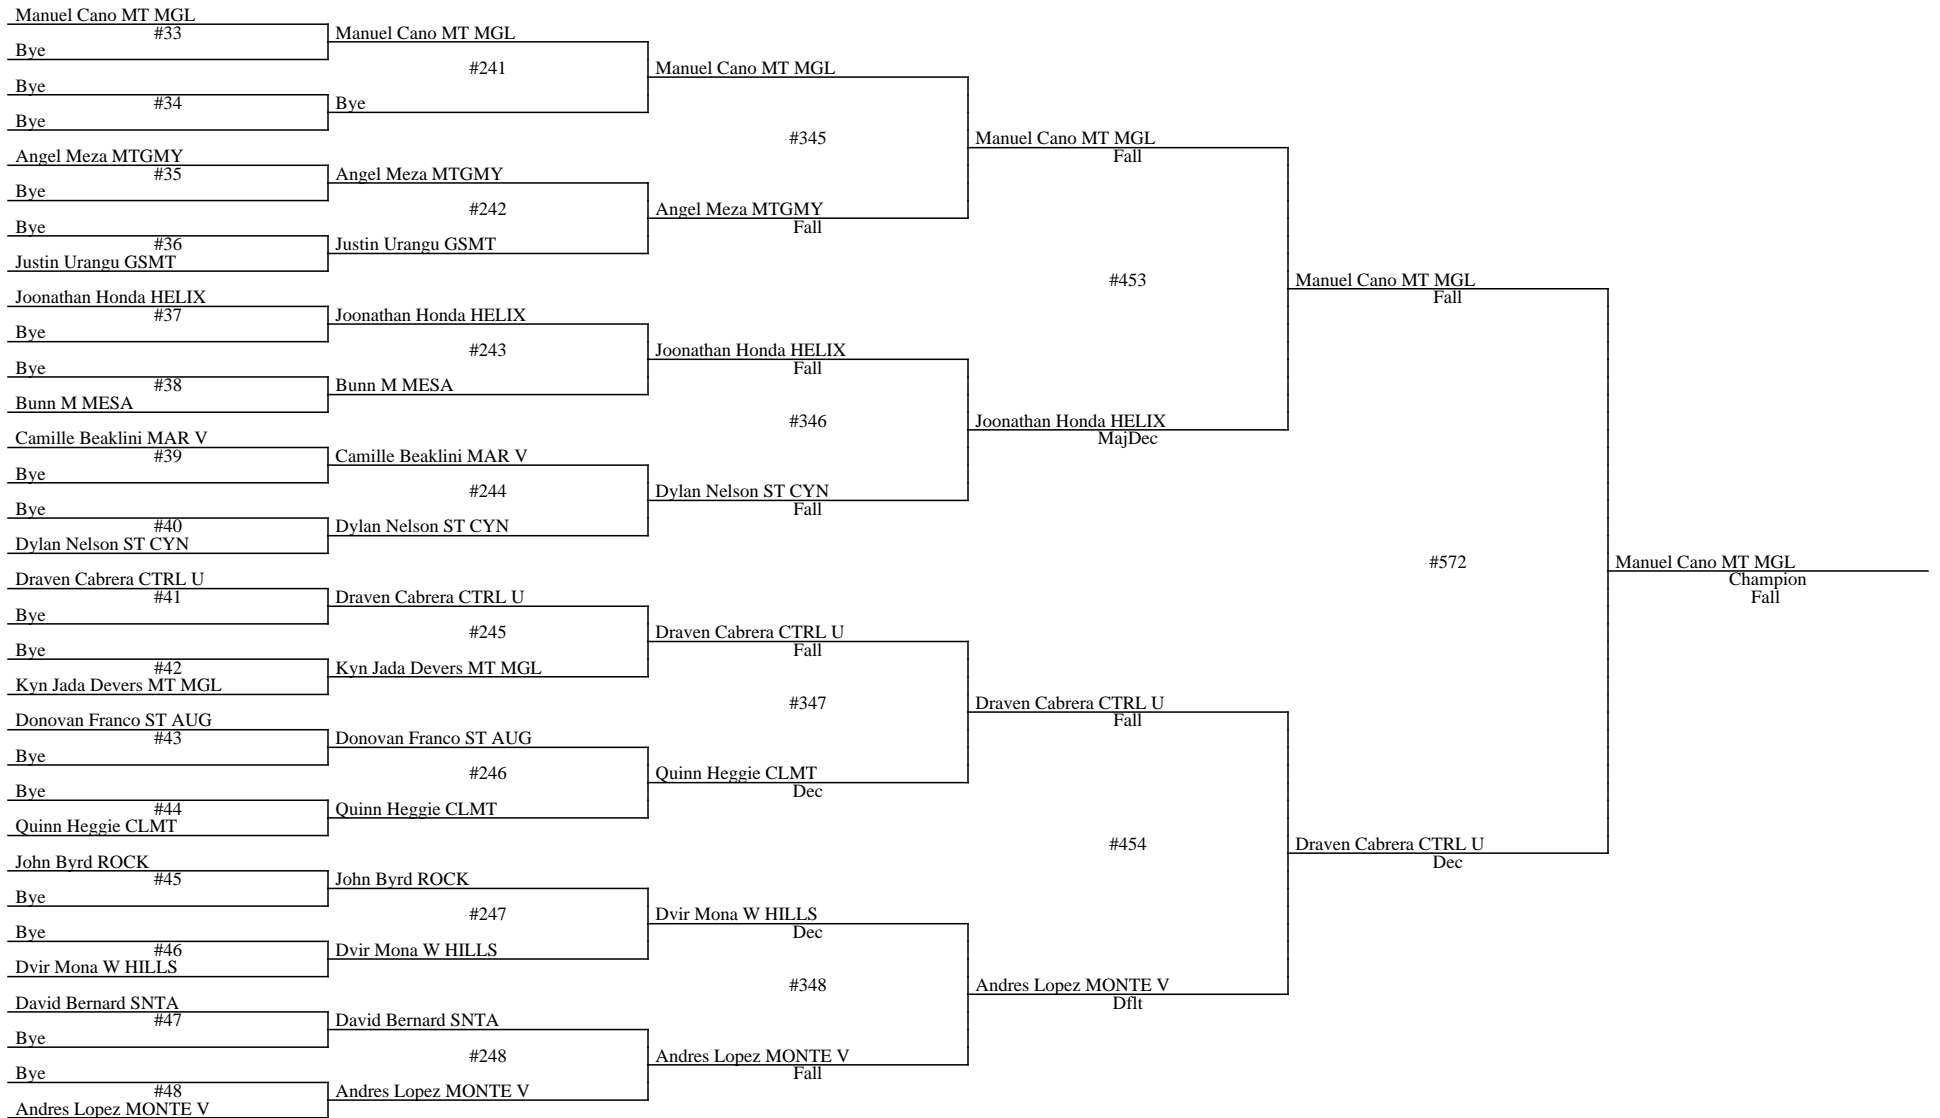 Manuel Cano MT MGL
#33
Bye
Manuel Cano MT MGL
#241
Bye
#34
Bye
Bye
Manuel Cano MT MGL
#345
Angel Meza MTGMY
#35
Bye
Angel Meza MTGMY
#242
Bye
#36
Justin Urangu GSMT
Justin Urangu GSMT
Angel Meza MTGMY
Fall
Manuel Cano MT MGL
Fall
#453
Joonathan Honda HELIX
#37
Bye
Joonathan Honda HELIX
#243
Bye
#38
Bunn M MESA
Bunn M MESA
Joonathan Honda HELIX
Fall
#346
Camille Beaklini MAR V
#39
Bye
Camille Beaklini MAR V
#244
Bye
#40
Dylan Nelson ST CYN
Dylan Nelson ST CYN
Dylan Nelson ST CYN
Fall
Joonathan Honda HELIX
MajDec
Manuel Cano MT MGL
Fall
#572
Draven Cabrera CTRL U
#41
Bye
Draven Cabrera CTRL U
#245
Bye
#42
Kyn Jada Devers MT MGL
Kyn Jada Devers MT MGL
Draven Cabrera CTRL U
Fall
#347
Donovan Franco ST AUG
#43
Bye
Donovan Franco ST AUG
#246
Bye
#44
Quinn Heggie CLMT
Quinn Heggie CLMT
Quinn Heggie CLMT
Dec
Draven Cabrera CTRL U
Fall
#454
John Byrd ROCK
#45
Bye
John Byrd ROCK
#247
Bye
#46
Dvir Mona W HILLS
Dvir Mona W HILLS
Dvir Mona W HILLS
Dec
#348
David Bernard SNTA
#47
Bye
David Bernard SNTA
#248
Bye
#48
Andres Lopez MONTE V
Andres Lopez MONTE V
Andres Lopez MONTE V
Fall
Andres Lopez MONTE V
Dflt
Draven Cabrera CTRL U
Dec
Manuel Cano MT MGL
Champion
Fall